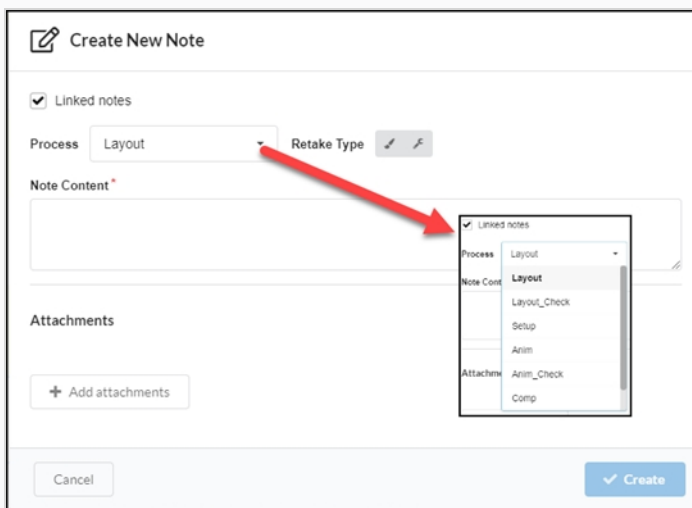 Create New Note
Linked notes
Process Layout Retake Type
Note Content*
Linked notes
Process Layout
Note Cont
Layout
Layout_Check
Setup
Anim
Attachme Anim_Check
Comp
Attachments
+ Add attachments
Cancel
Create